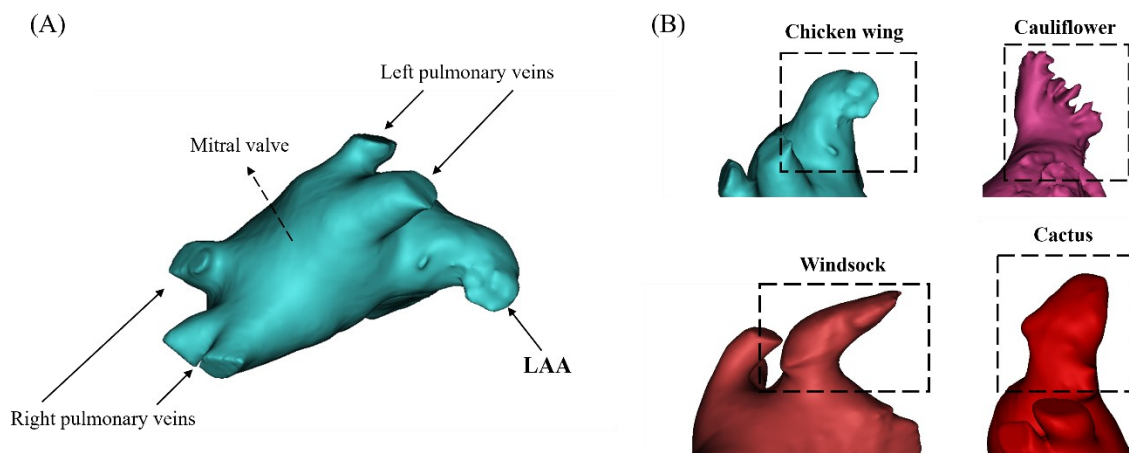 (A)
Left pulmonary veins
Mitral valve
LAA
Right pulmonary veins
(B)
Chicken wing
Cauliflower
Windsock
Cactus